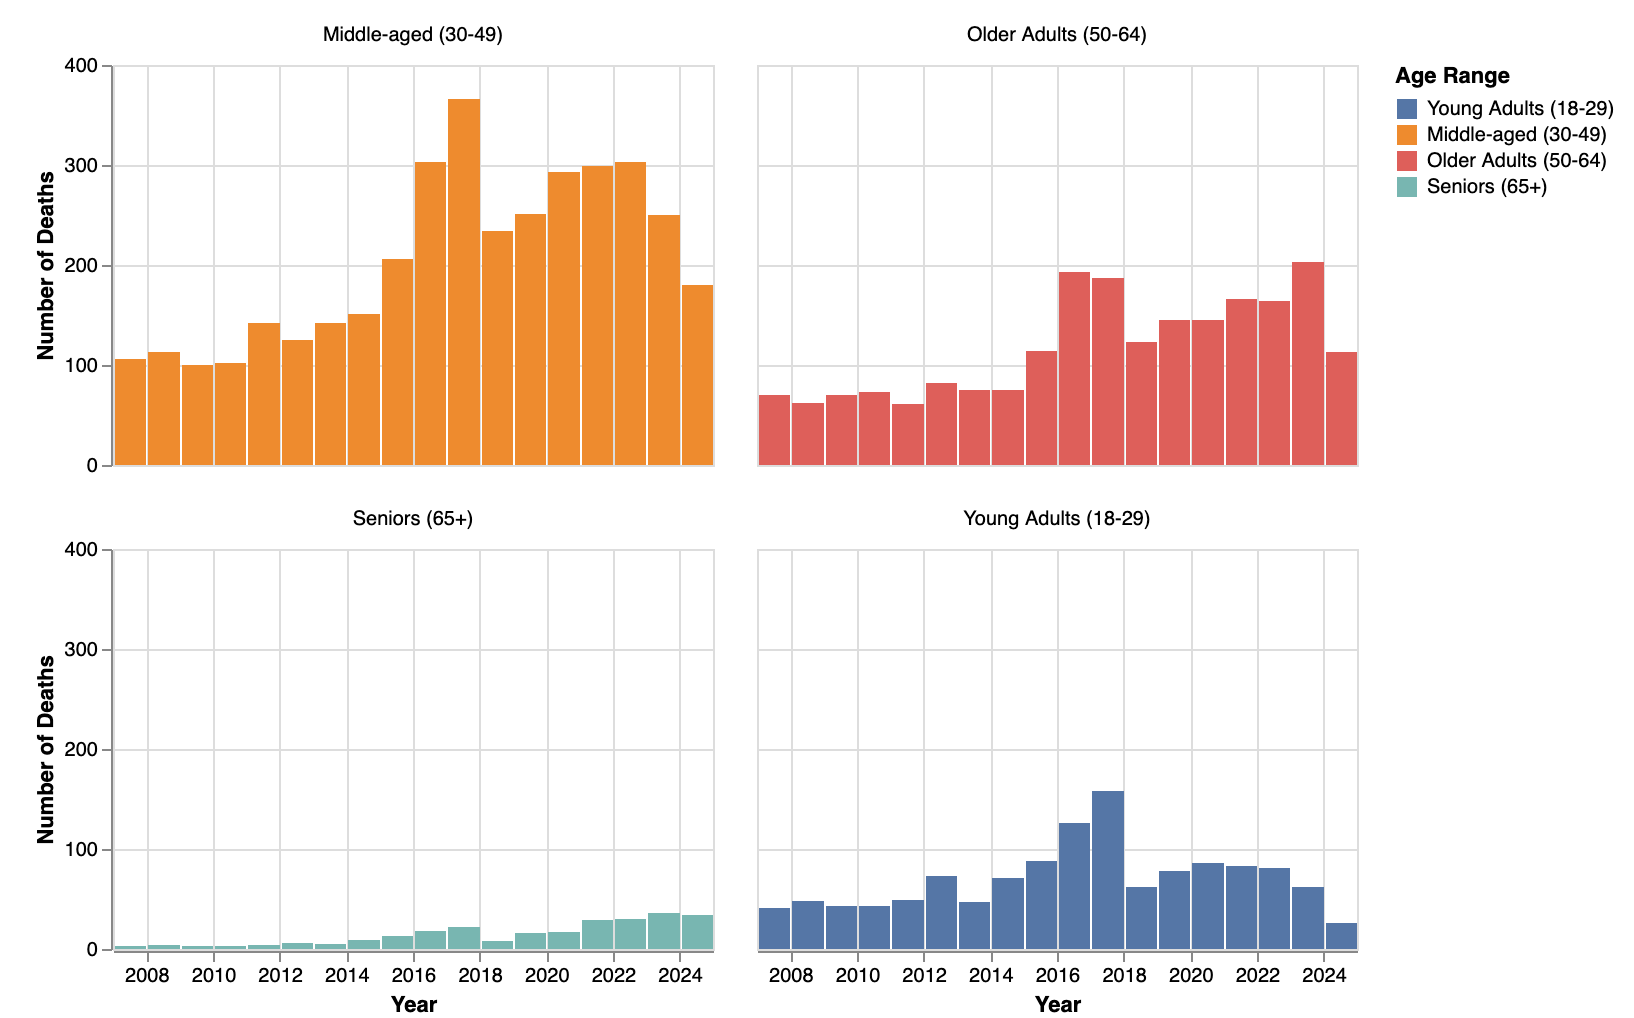 Middle-aged (30-49)
Older Adults (50-64)
Age Range
Young Adults (18-29)
Middle-aged (30-49)
Older Adults (50-64)
Seniors (65+)
400
300
200
100
0
Number of Deaths
Seniors (65+)
Young Adults (18-29)
400
300
200
100
0
Number of Deaths
2008 2010 2012 2014 2016 2018 2020 2022 2024
2008 2010 2012 2014 2016 2018 2020 2022 2024
Year
Year